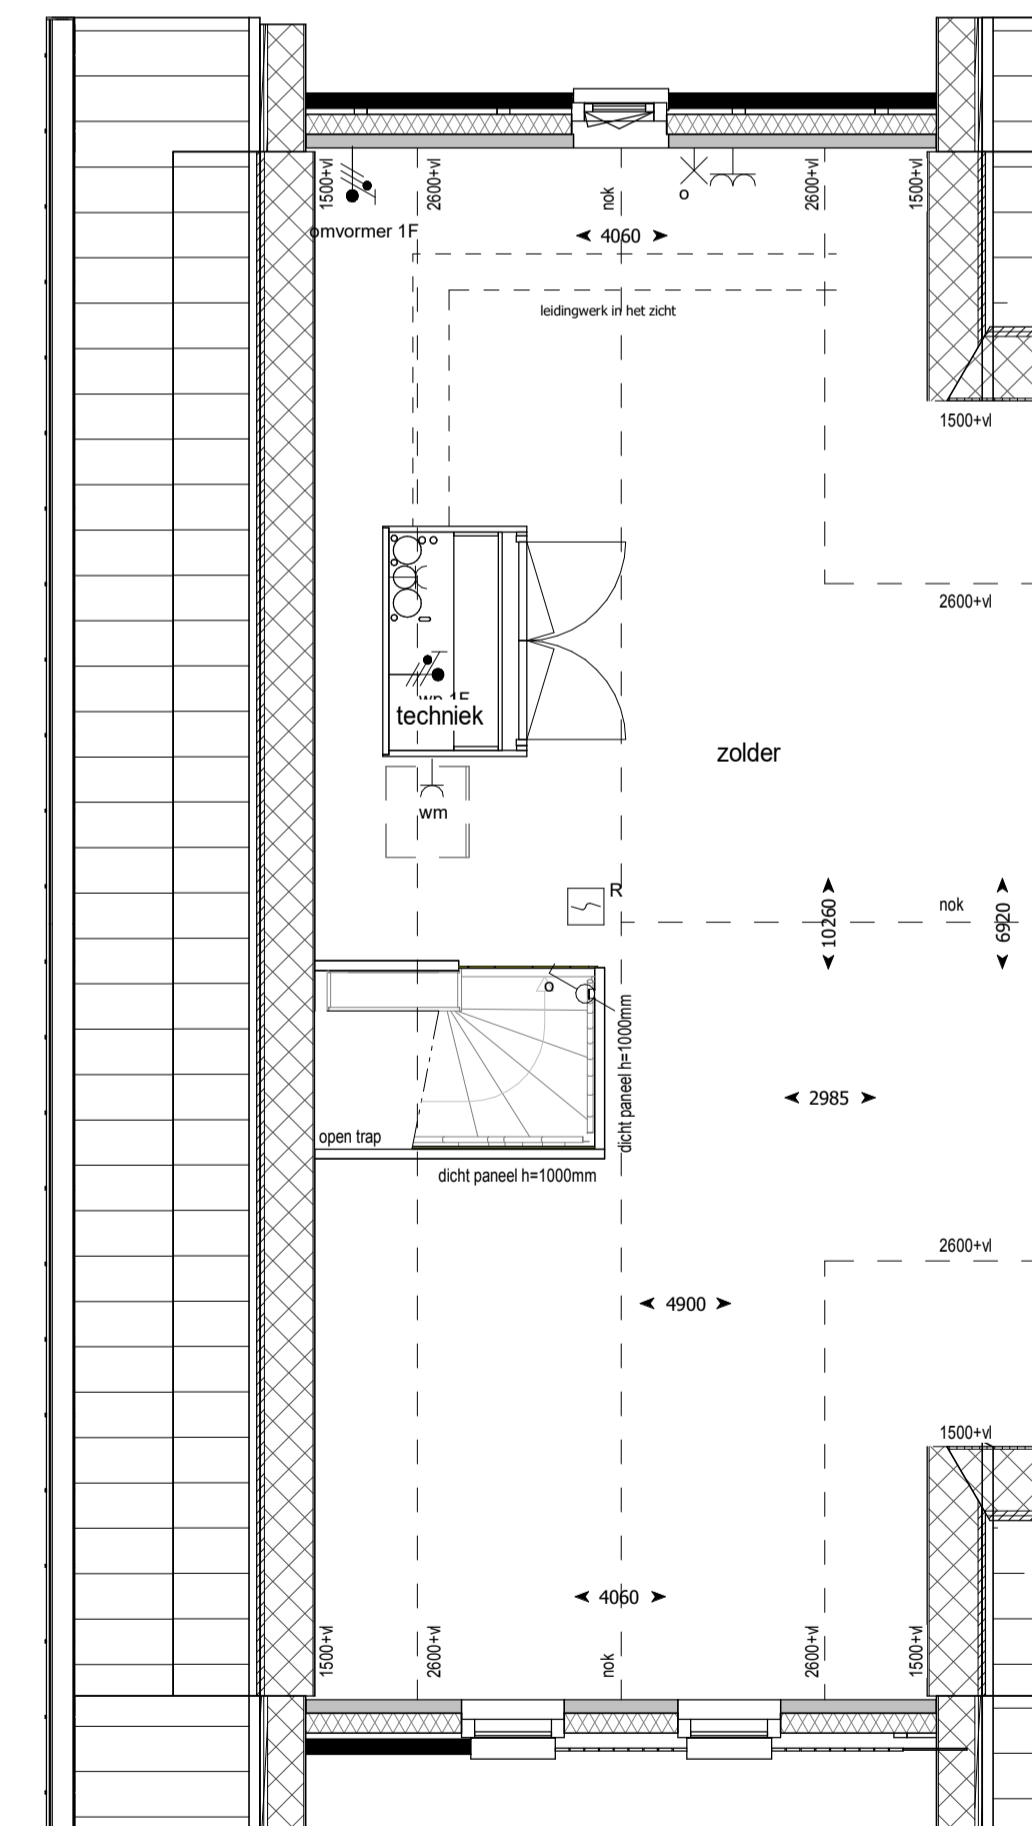 1500+vl
2600+vl
nok
2600+vl
1500+vl
o
omvormer 1F
4060
leidingwerk in het zicht
1500+vl
2600+vl
techniek
zolder
wm
R
nok
10260
6920
o
dicht paneel h=1000mm
2985
open trap
dicht paneel h=1000mm
2600+vl
4900
1500+vl
4060
1500+vl
2600+vl
nok
2600+vl
1500+vl